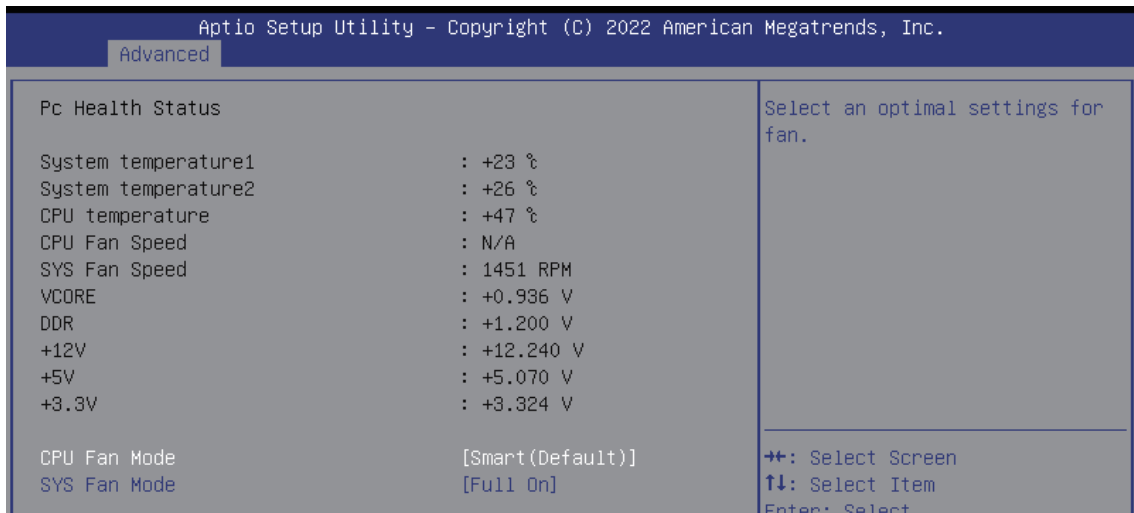 Aptio Setup Utility – Copyright (C) 2022 American Megatrends, Inc.
Advanced
Pc Health Status
System temperature1 : +23 ℃
System temperature2 : +26 ℃
CPU temperature : +47 ℃
CPU Fan Speed : N/A
SYS Fan Speed : 1451 RPM
VCORE : +0.936 V
DDR : +1.200 V
+12V : +12.240 V
+5V : +5.070 V
+3.3V : +3.324 V
CPU Fan Mode [Smart(Default)]
SYS Fan Mode [Full On]
Select an optimal settings for
fan.
→←: Select Screen
↑↓: Select Item
Enter: Select